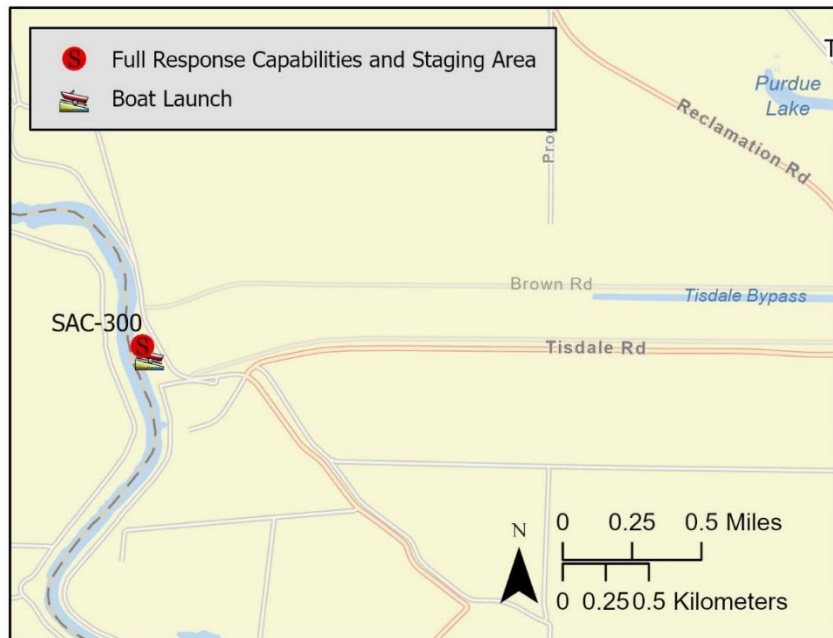 S Full Response Capabilities and Staging Area
Boat Launch
T
Purdue
Lake
Reclamation Rd
Brown Rd
Tisdale Bypass
SAC-300
S
Tisdale Rd
N
0 0.25 0.5 Miles
0 0.25 0.5 Kilometers